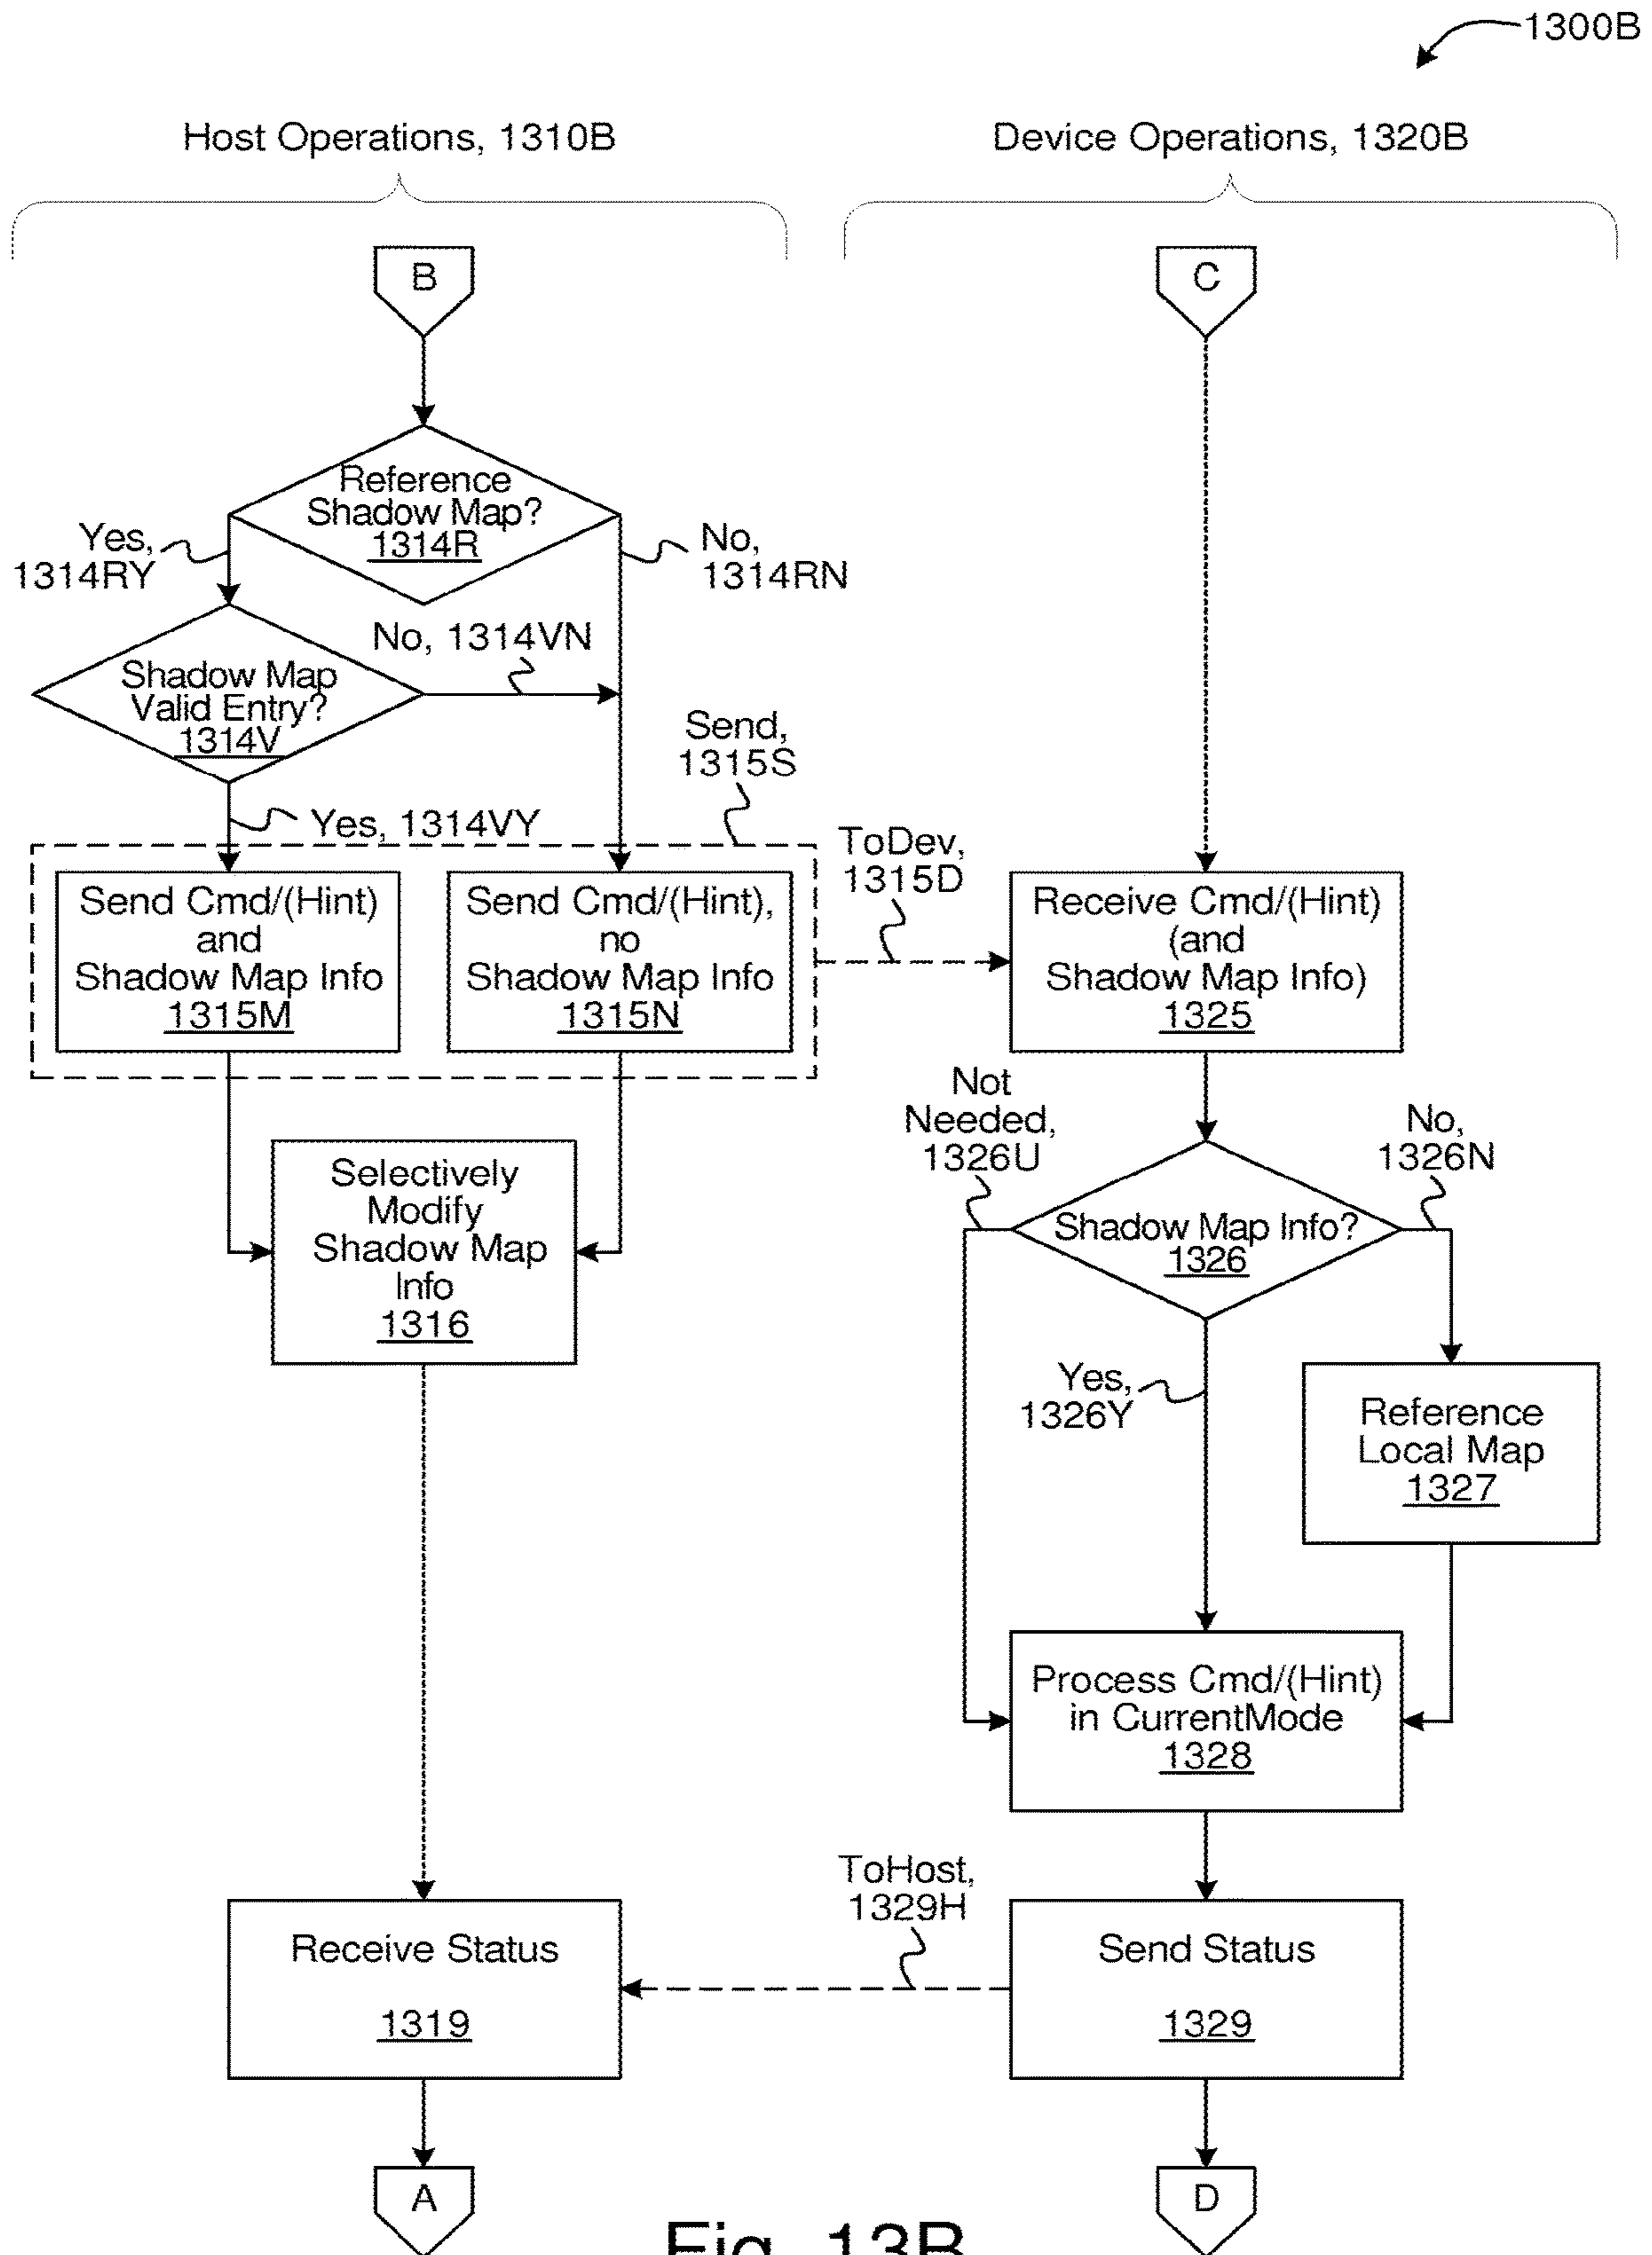 1300B
Host Operations, 1310B
Device Operations, 1320B
B
C
Reference
Shadow Map?
1314R
Yes,
1314RY
No,
1314RN
No, 1314VN
Shadow Map
Valid Entry?
1314V
Yes, 1314VY
Send,
1315S
ToDev,
1315D
Send Cmd/(Hint)
and
Shadow Map Info
1315M
Send Cmd/(Hint),
no
Shadow Map Info
1315N
Receive Cmd/(Hint)
(and
Shadow Map Info)
1325
Not
Needed,
1326U
No,
1326N
Selectively
Modify
Shadow Map
Info
1316
Shadow Map Info?
1326
Yes,
1326Y
Reference
Local Map
1327
Process Cmd/(Hint)
in CurrentMode
1328
ToHost,
1329H
Receive Status
1319
Send Status
1329
A
D
Fig. 13B